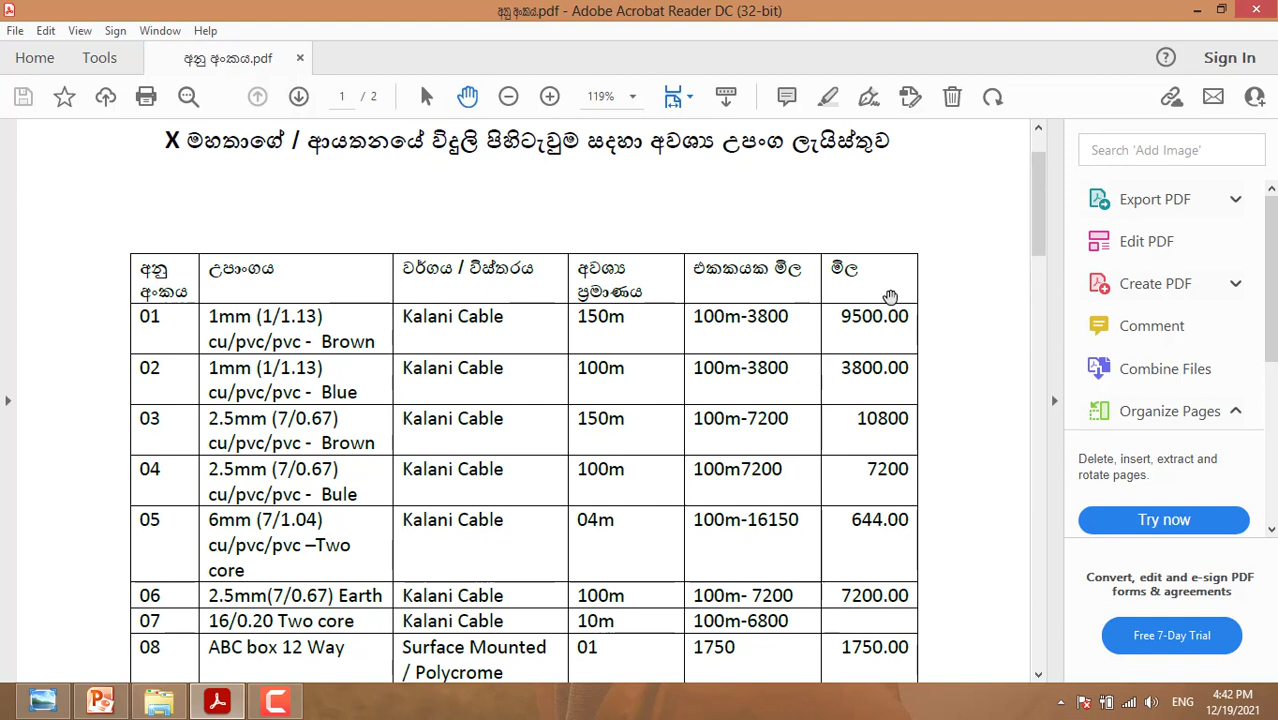 අනු අංකය.pdf - Adobe Acrobat Reader DC (32-bit)
File Edit View Sign Window Help
Home Tools අනු අංකය.pdf × Sign In
1 / 2 119%
X මහතාගේ / ආයතනයේ විදුලි පිහිටැවුම සදහා අවශ්‍ය උපංග ලැයිස්තුව
අනු අංකය උපාංගය වර්ගය / විස්තරය අවශ්‍ය ප්‍රමාණය එකකයක මිල මිල
01 1mm (1/1.13) Kalani Cable 150m 100m-3800 9500.00
cu/pvc/pvc - Brown
02 1mm (1/1.13) Kalani Cable 100m 100m-3800 3800.00
cu/pvc/pvc - Blue
03 2.5mm (7/0.67) Kalani Cable 150m 100m-7200 10800
cu/pvc/pvc - Brown
04 2.5mm (7/0.67) Kalani Cable 100m 100m7200 7200
cu/pvc/pvc - Bule
05 6mm (7/1.04) Kalani Cable 04m 100m-16150 644.00
cu/pvc/pvc –Two
core
06 2.5mm(7/0.67) Earth Kalani Cable 100m 100m- 7200 7200.00
07 16/0.20 Two core Kalani Cable 10m 100m-6800
08 ABC box 12 Way Surface Mounted 01 1750 1750.00
/ Polycrome
Search 'Add Image'
Export PDF
Edit PDF
Create PDF
Comment
Combine Files
Organize Pages
Delete, insert, extract and
rotate pages.
Try now
Convert, edit and e-sign PDF
forms & agreements
Free 7-Day Trial
ENG
4:42 PM
12/19/2021